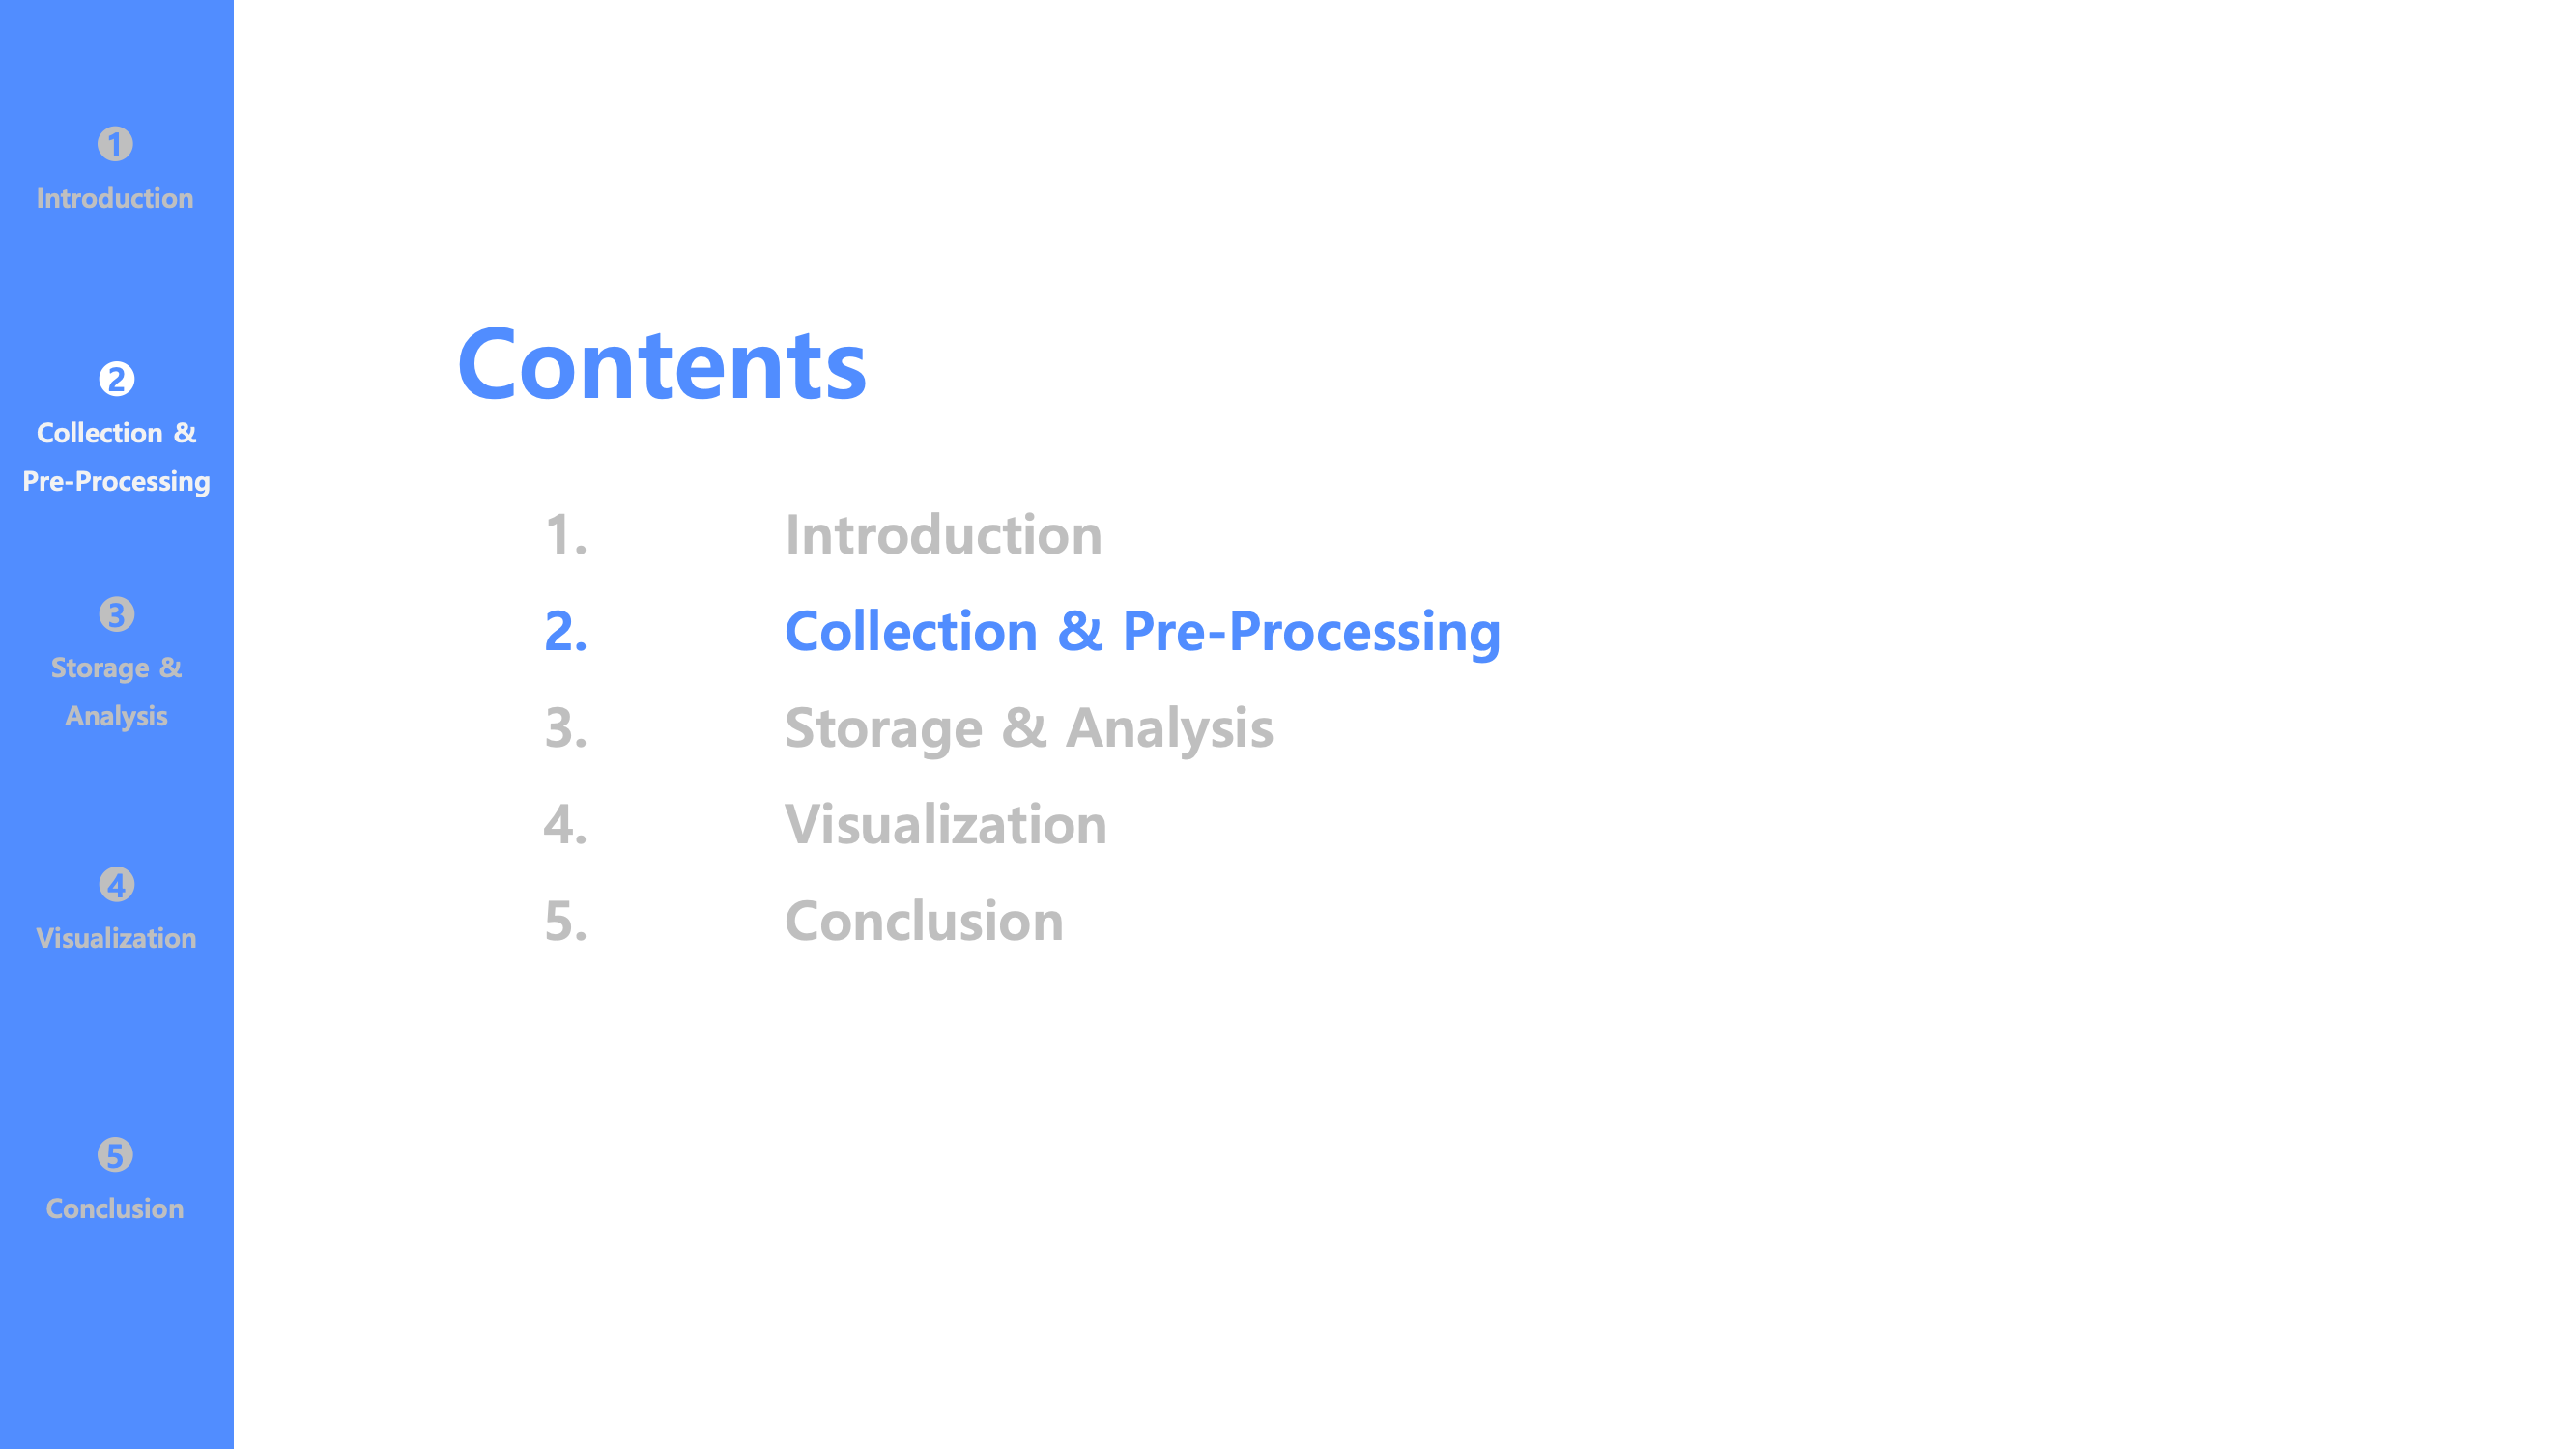 ❶
Introduction
❷
Collection &
Pre-Processing
❸
Storage &
Analysis
❹
Visualization
❺
Conclusion
Contents
1. Introduction
2. Collection & Pre-Processing
3. Storage & Analysis
4. Visualization
5. Conclusion